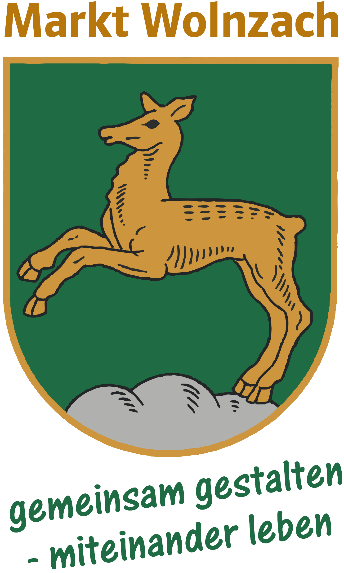 Markt Wolnzach
gemeinsam gestalten
- miteinander leben